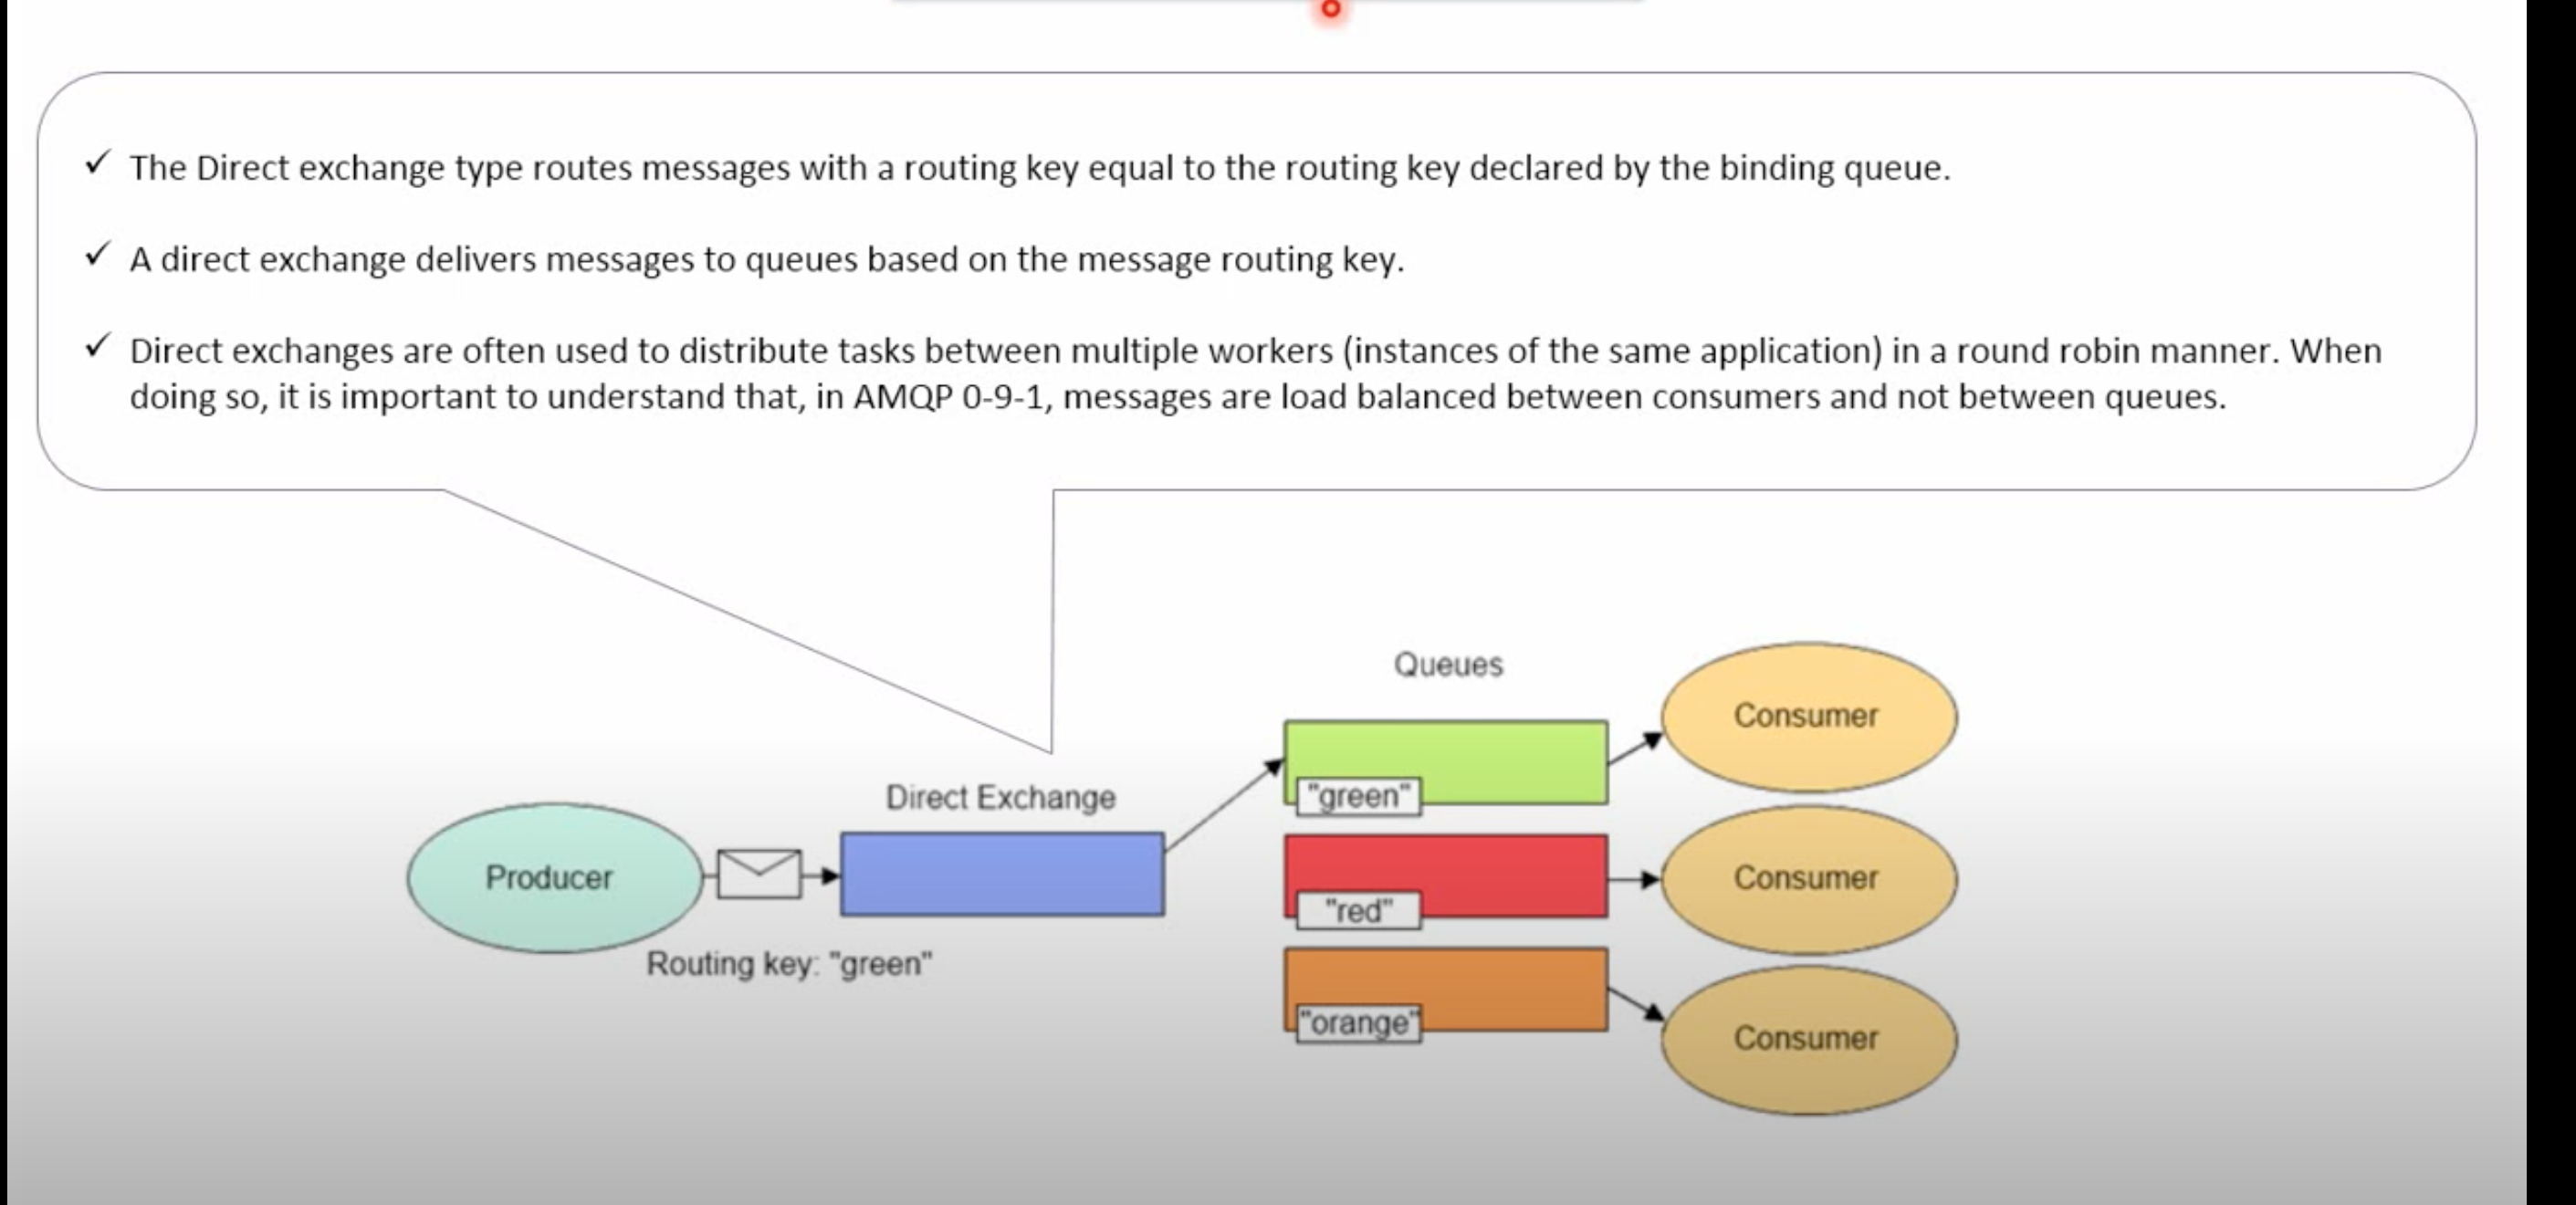 The Direct exchange type routes messages with a routing key equal to the routing key declared by the binding queue.
A direct exchange delivers messages to queues based on the message routing key.
Direct exchanges are often used to distribute tasks between multiple workers (instances of the same application) in a round robin manner. When
doing so, it is important to understand that, in AMQP 0-9-1, messages are load balanced between consumers and not between queues.
Queues
Consumer
"green"
Direct Exchange
Producer
"red"
Consumer
Routing key: "green"
"orange"
Consumer